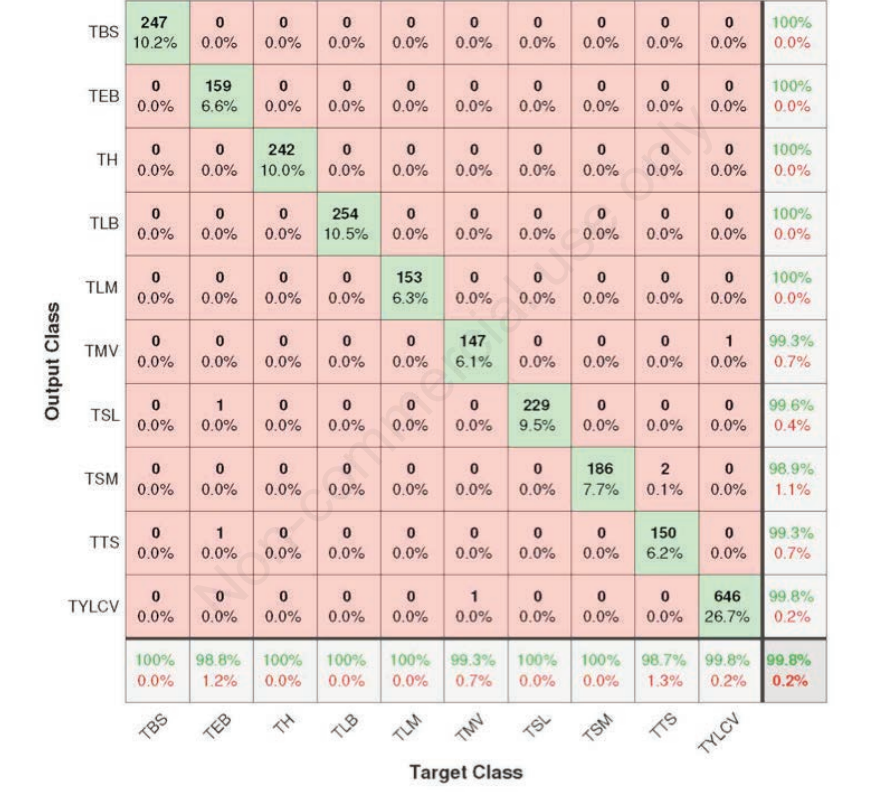 247 0 0 0 0 0 0 0 0 0 100%
TBS
10.2% 0.0% 0.0% 0.0% 0.0% 0.0% 0.0% 0.0% 0.0% 0.0% 0.0%
0 159 0 0 0 0 0 0 0 0 100%
TEB
0.0% 6.6% 0.0% 0.0% 0.0% 0.0% 0.0% 0.0% 0.0% 0.0% 0.0%
0 0 242 0 0 0 0 0 0 0 100%
TH
0.0% 0.0% 10.0% 0.0% 0.0% 0.0% 0.0% 0.0% 0.0% 0.0% 0.0%
0 0 0 254 0 0 0 0 0 0 100%
TLB
0.0% 0.0% 0.0% 10.5% 0.0% 0.0% 0.0% 0.0% 0.0% 0.0% 0.0%
0 0 0 0 153 0 0 0 0 0 100%
TLM
0.0% 0.0% 0.0% 0.0% 6.3% 0.0% 0.0% 0.0% 0.0% 0.0% 0.0%
0 0 0 0 0 147 0 0 0 1 99.3%
TMV
0.0% 0.0% 0.0% 0.0% 0.0% 6.1% 0.0% 0.0% 0.0% 0.0% 0.7%
0 1 0 0 0 0 229 0 0 0 99.6%
TSL
0.0% 0.0% 0.0% 0.0% 0.0% 0.0% 9.5% 0.0% 0.0% 0.0% 0.4%
0 0 0 0 0 0 0 186 2 0 98.9%
TSM
0.0% 0.0% 0.0% 0.0% 0.0% 0.0% 0.0% 7.7% 0.1% 0.0% 1.1%
0 1 0 0 0 0 0 0 150 0 99.3%
TTS
0.0% 0.0% 0.0% 0.0% 0.0% 0.0% 0.0% 0.0% 6.2% 0.0% 0.7%
0 0 0 0 0 1 0 0 0 646 99.8%
TYLCV
0.0% 0.0% 0.0% 0.0% 0.0% 0.0% 0.0% 0.0% 0.0% 26.7% 0.2%
100% 98.8% 100% 100% 100% 99.3% 100% 100% 98.7% 99.8% 99.8%
0.0% 1.2% 0.0% 0.0% 0.0% 0.7% 0.0% 0.0% 1.3% 0.2% 0.2%
TBS TEB TH TLB TLM TMV TSL TSM TTS TYLCV
Target Class
Output Class
Non-commercial use only